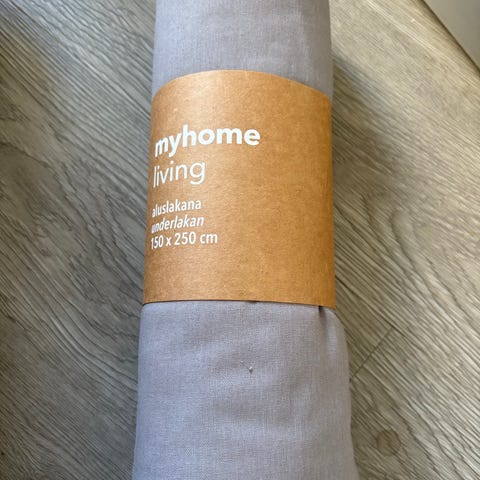 myhome
living
aluslakana
underlakan
150 x 250 cm